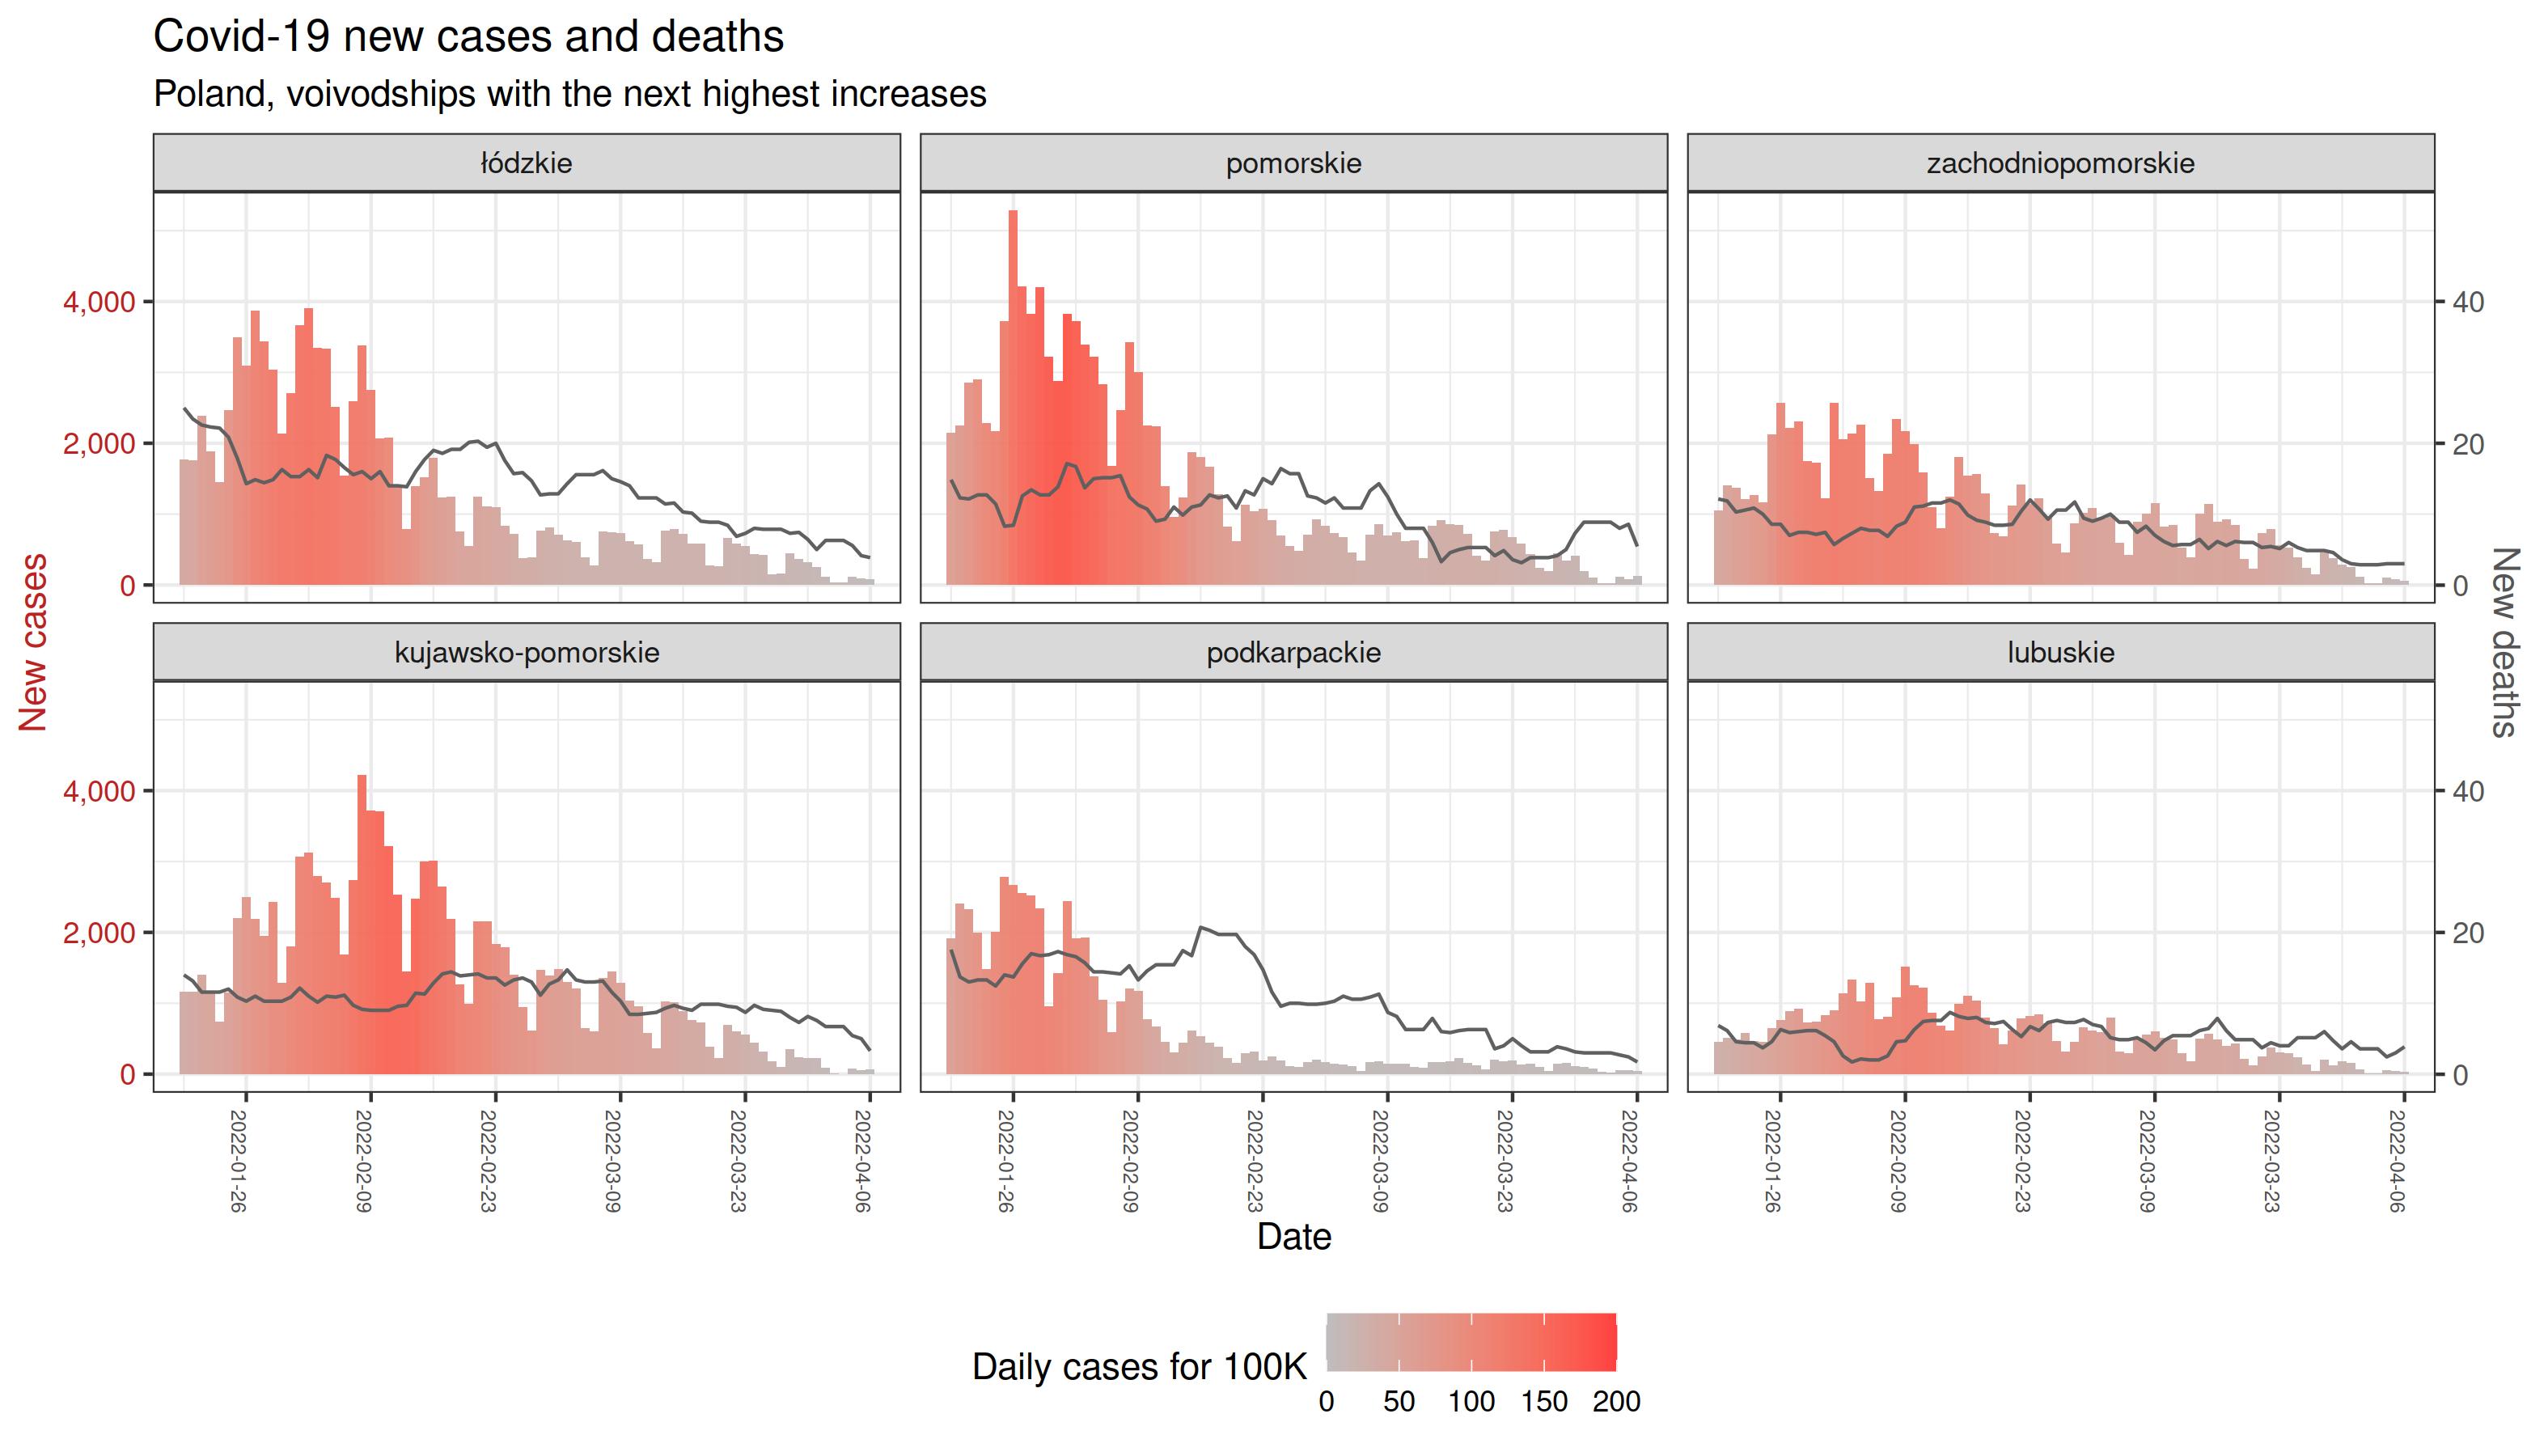 Covid-19 new cases and deaths
Poland, voivodships with the next highest increases
łódzkie
pomorskie
zachodniopomorskie
4,000
2,000
0
40
20
0
New cases
New deaths
kujawsko-pomorskie
podkarpackie
lubuskie
4,000
2,000
0
40
20
0
2022-01-26
2022-02-09
2022-02-23
2022-03-09
2022-03-23
2022-04-06
2022-01-26
2022-02-09
2022-02-23
2022-03-09
2022-03-23
2022-04-06
2022-01-26
2022-02-09
2022-02-23
2022-03-09
2022-03-23
2022-04-06
Date
Daily cases for 100K
0 50 100 150 200